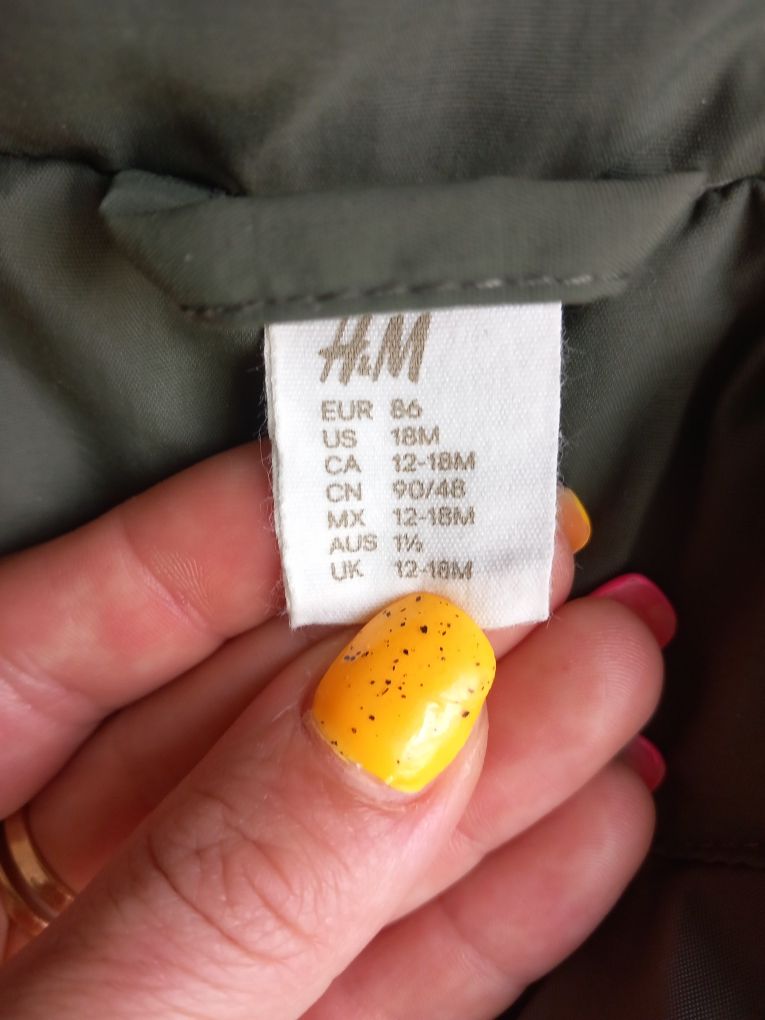 H&M
EUR 86
US 18M
CA 12-18M
CN 90/48
MX 12-18M
AUS 1½
UK 12-18M